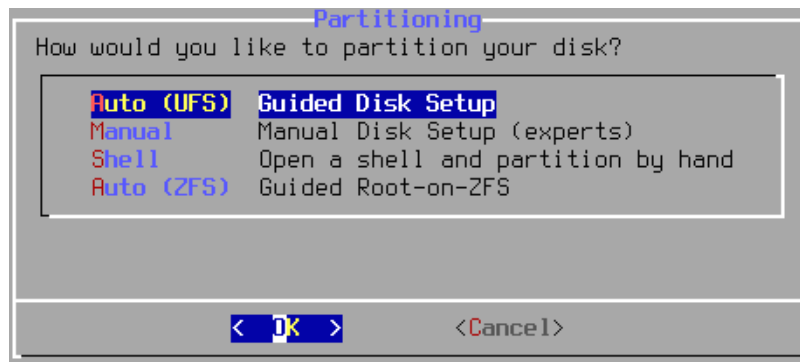 Partitioning
How would you like to partition your disk?
Auto (UFS) Guided Disk Setup
Manual Manual Disk Setup (experts)
Shell Open a shell and partition by hand
Auto (ZFS) Guided Root-on-ZFS
< OK > <Cancel>